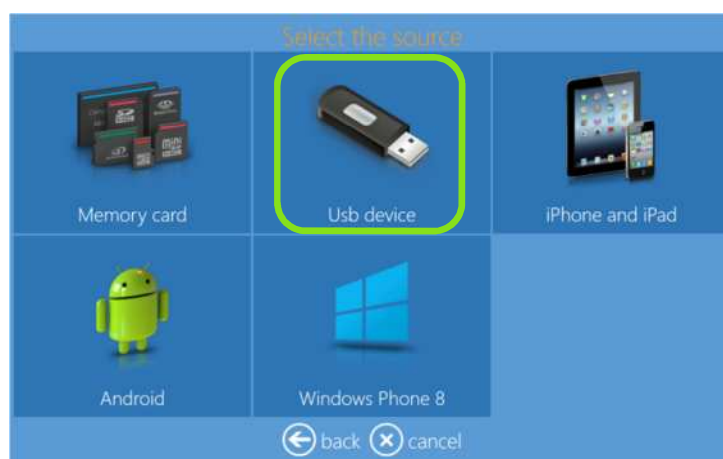 Select the source
Memory card
Usb device
iPhone and iPad
Android
Windows Phone 8
back
cancel